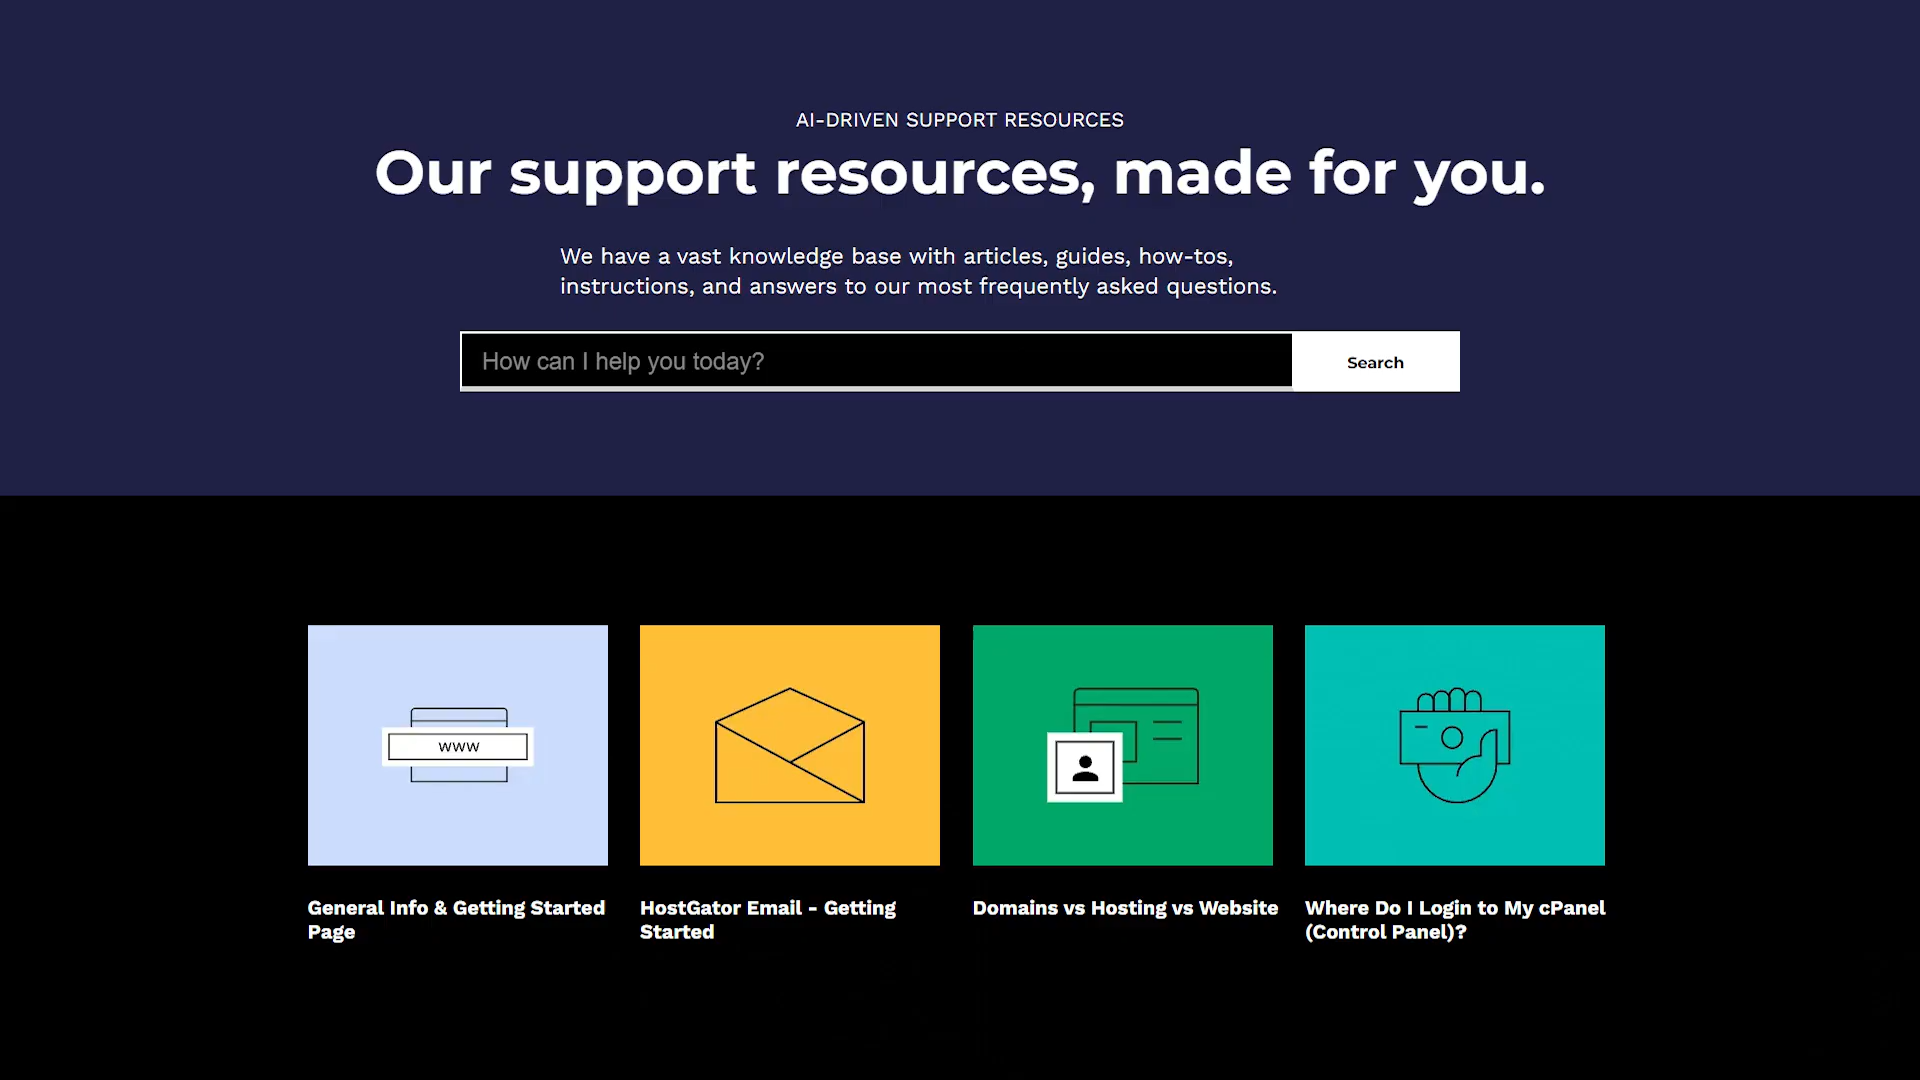 AI-DRIVEN SUPPORT RESOURCES
Our support resources, made for you.
We have a vast knowledge base with articles, guides, how-tos,
instructions, and answers to our most frequently asked questions.
How can I help you today?
Search
WWW
General Info & Getting Started
Page
HostGator Email - Getting
Started
Domains vs Hosting vs Website
Where Do I Login to My cPanel
(Control Panel)?